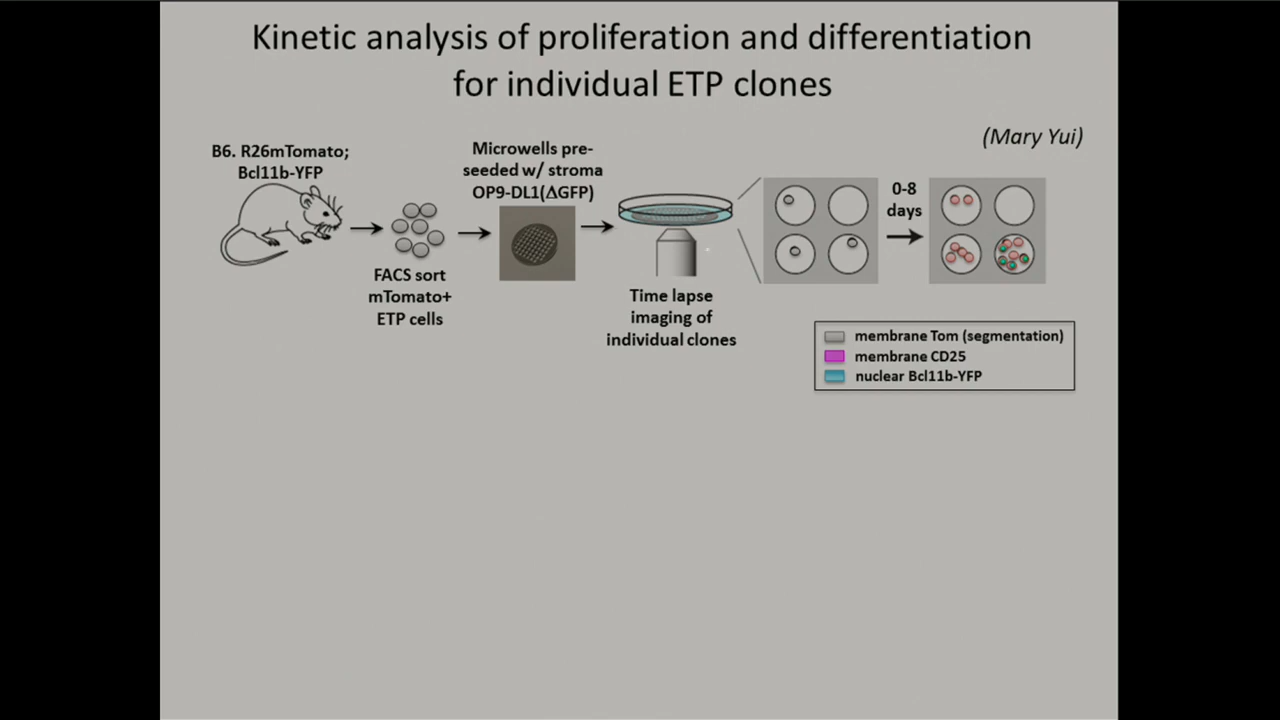 Kinetic analysis of proliferation and differentiation
for individual ETP clones
(Mary Yui)
B6. R26mTomato;
Bcl11b-YFP
Microwells pre-
seeded w/ stroma
OP9-DL1(ΔGFP)
0-8
days
FACS sort
mTomato+
ETP cells
Time lapse
imaging of
individual clones
membrane Tom (segmentation)
membrane CD25
nuclear Bcl11b-YFP